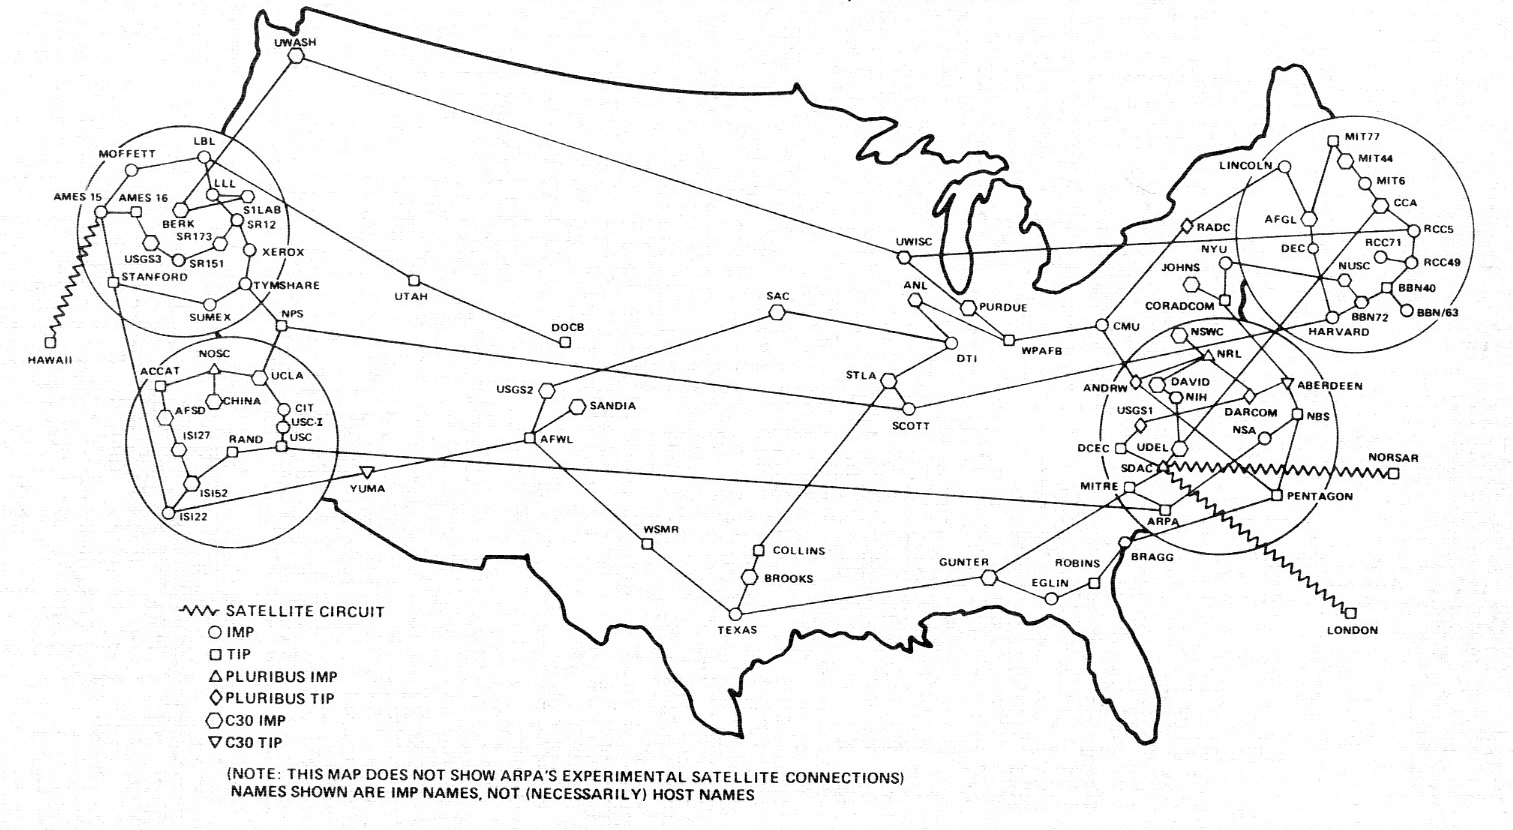 UWASH
LBL
MOFFETT
LLL
AMES 15
AMES 16
S1LAB
BERK
SR12
SR173
XEROX
USGS3
SR151
STANFORD
TYMSHARE
SUMEX
NPS
HAWAII
UTAH
DOCB
NOSC
ACCAT
UCLA
CHINA
AFSD
CIT
USC-I
ISI27
RAND
USC
ISI52
ISI22
YUMA
SAC
USGS2
SANDIA
AFWL
WSMR
COLLINS
BROOKS
TEXAS
STLA
SCOTT
DTI
UWISC
ANL
PURDUE
WPAFB
CMU
RADC
LINCOLN
MIT77
MIT44
MIT6
CCA
AFGL
RCC5
DEC
RCC71
RCC49
NUSC
NYU
JOHNS
CORADCOM
BBN40
BBN72
BBN/63
HARVARD
NSWC
NRL
ANDRW
DAVID
NIH
ABERDEEN
DARCOM
USGS1
NBS
NSA
DCEC
UDEL
SDAC
NORSAR
MITRE
PENTAGON
ARPA
BRAGG
GUNTER
ROBINS
EGLIN
LONDON
SATELLITE CIRCUIT
IMP
TIP
PLURIBUS IMP
PLURIBUS TIP
C30 IMP
C30 TIP
(NOTE: THIS MAP DOES NOT SHOW ARPA'S EXPERIMENTAL SATELLITE CONNECTIONS)
NAMES SHOWN ARE IMP NAMES, NOT (NECESSARILY) HOST NAMES